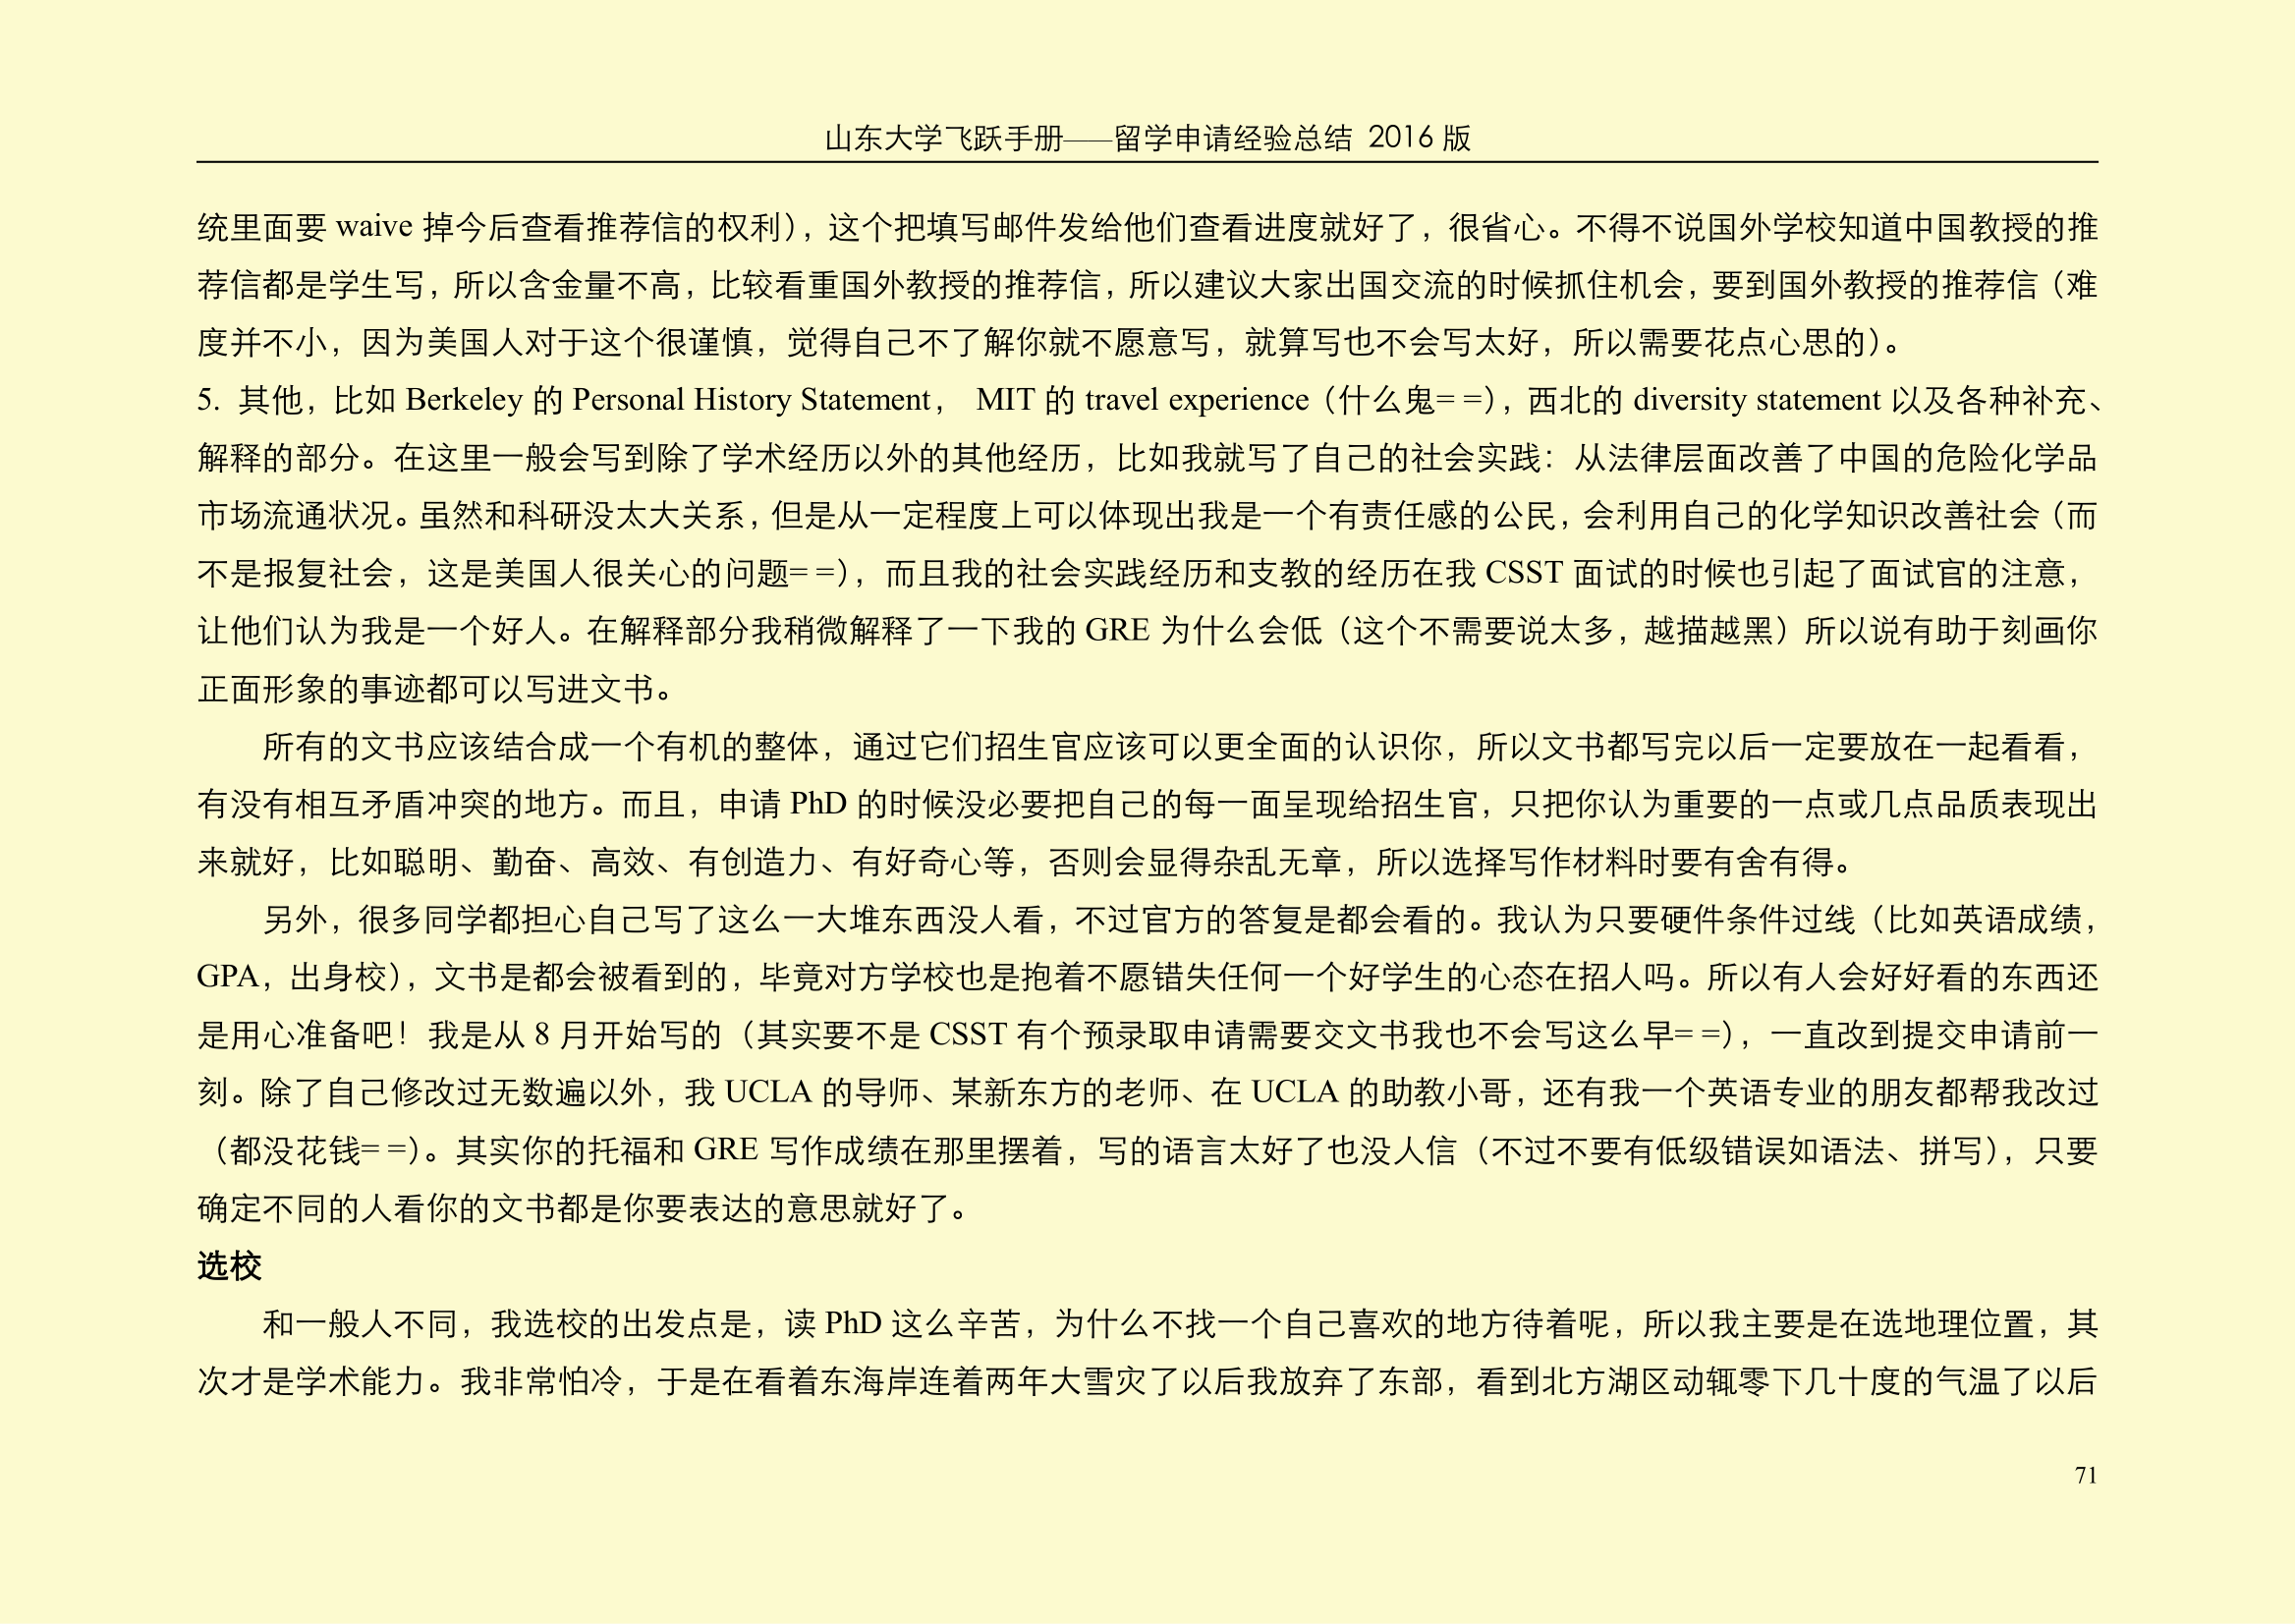 山东大学飞跃手册——留学申请经验总结 2016 版
统里面要 waive 掉今后查看推荐信的权利），这个把填写邮件发给他们查看进度就好了，很省心。不得不说国外学校知道中国教授的推
荐信都是学生写，所以含金量不高，比较看重国外教授的推荐信，所以建议大家出国交流的时候抓住机会，要到国外教授的推荐信（难
度并不小，因为美国人对于这个很谨慎，觉得自己不了解你就不愿意写，就算写也不会写太好，所以需要花点心思的）。
5. 其他，比如 Berkeley 的 Personal History Statement， MIT 的 travel experience（什么鬼= =），西北的 diversity statement 以及各种补充、
解释的部分。在这里一般会写到除了学术经历以外的其他经历，比如我就写了自己的社会实践：从法律层面改善了中国的危险化学品
市场流通状况。虽然和科研没太大关系，但是从一定程度上可以体现出我是一个有责任感的公民，会利用自己的化学知识改善社会（而
不是报复社会，这是美国人很关心的问题= =），而且我的社会实践经历和支教的经历在我 CSST 面试的时候也引起了面试官的注意，
让他们认为我是一个好人。在解释部分我稍微解释了一下我的 GRE 为什么会低（这个不需要说太多，越描越黑）所以说有助于刻画你
正面形象的事迹都可以写进文书。
所有的文书应该结合成一个有机的整体，通过它们招生官应该可以更全面的认识你，所以文书都写完以后一定要放在一起看看，
有没有相互矛盾冲突的地方。而且，申请 PhD 的时候没必要把自己的每一面呈现给招生官，只把你认为重要的一点或几点品质表现出
来就好，比如聪明、勤奋、高效、有创造力、有好奇心等，否则会显得杂乱无章，所以选择写作材料时要有舍有得。
另外，很多同学都担心自己写了这么一大堆东西没人看，不过官方的答复是都会看的。我认为只要硬件条件过线（比如英语成绩，
GPA，出身校），文书是都会被看到的，毕竟对方学校也是抱着不愿错失任何一个好学生的心态在招人吗。所以有人会好好看的东西还
是用心准备吧！我是从 8 月开始写的（其实要不是 CSST 有个预录取申请需要交文书我也不会写这么早= =），一直改到提交申请前一
刻。除了自己修改过无数遍以外，我 UCLA 的导师、某新东方的老师、在 UCLA 的助教小哥，还有我一个英语专业的朋友都帮我改过
（都没花钱= =）。其实你的托福和 GRE 写作成绩在那里摆着，写的语言太好了也没人信（不过不要有低级错误如语法、拼写），只要
确定不同的人看你的文书都是你要表达的意思就好了。
选校
和一般人不同，我选校的出发点是，读 PhD 这么辛苦，为什么不找一个自己喜欢的地方待着呢，所以我主要是在选地理位置，其
次才是学术能力。我非常怕冷，于是在看着东海岸连着两年大雪灾了以后我放弃了东部，看到北方湖区动辄零下几十度的气温了以后
71